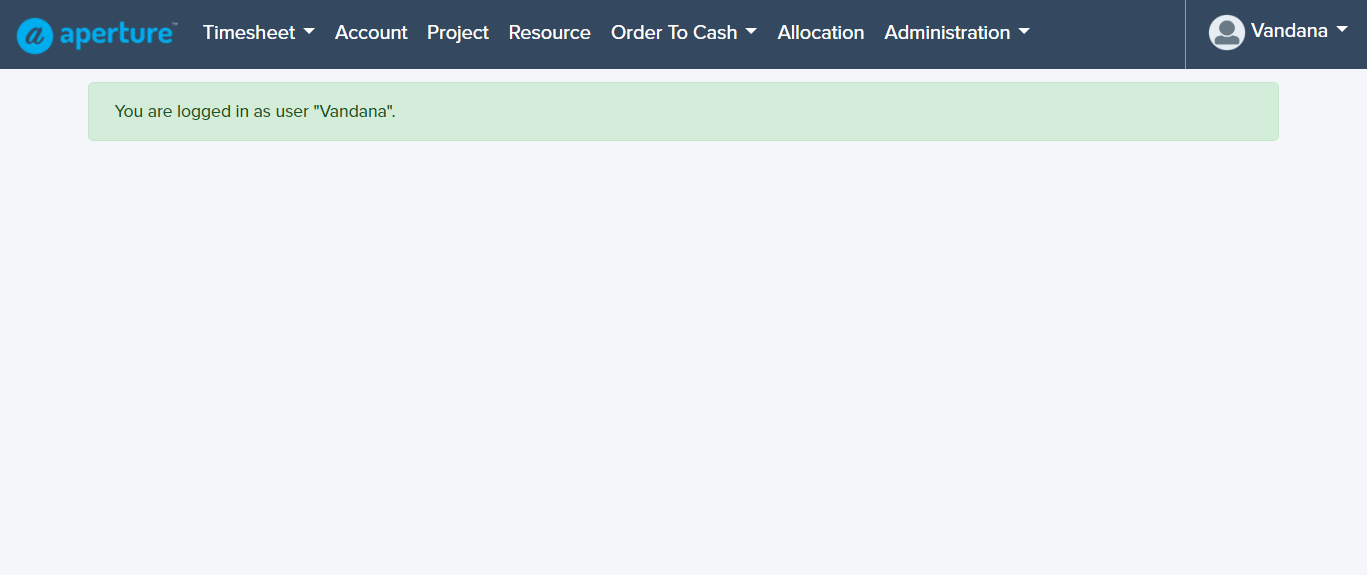 aperture™ Timesheet Account Project Resource Order To Cash Allocation Administration Vandana
You are logged in as user "Vandana".